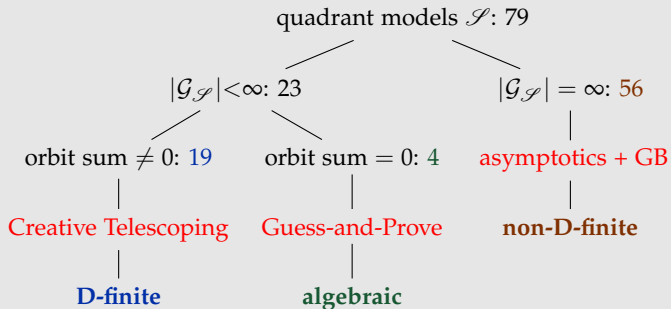 quadrant models 𝒮: 79
|𝒢_𝒮|<∞: 23
|𝒢_𝒮| = ∞: 56
orbit sum ≠ 0: 19
orbit sum = 0: 4
asymptotics + GB
Creative Telescoping
Guess-and-Prove
non-D-finite
D-finite
algebraic